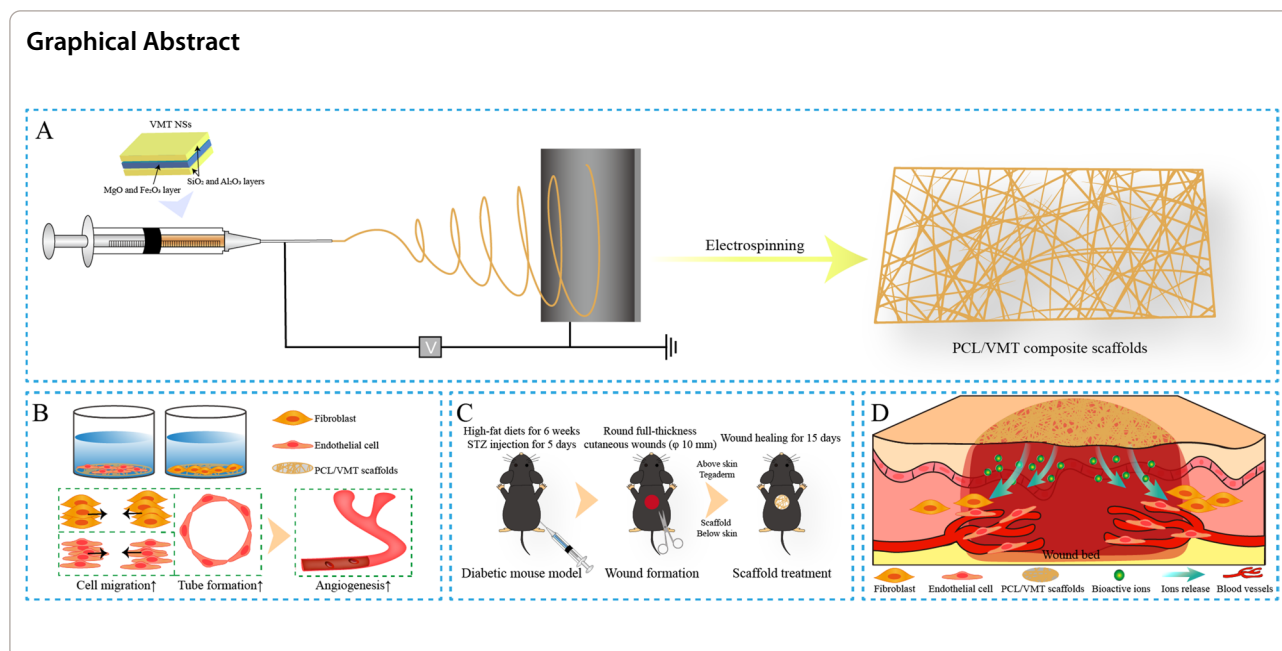 Graphical Abstract
A
VMT NSs
SiO₂ and Al₂O₃ layers
MgO and Fe₂O₃ layer
V
Electrospinning
PCL/VMT composite scaffolds
B
Fibroblast
Endothelial cell
PCL/VMT scaffolds
Cell migration↑
Tube formation↑
Angiogenesis↑
C
High-fat diets for 6 weeks
STZ injection for 5 days
Round full-thickness
cutaneous wounds (φ 10 mm)
Wound healing for 15 days
Above skin
Tegaderm
Scaffold
Below skin
Diabetic mouse model
Wound formation
Scaffold treatment
D
Wound bed
Fibroblast
Endothelial cell
PCL/VMT scaffolds
Bioactive ions
Ions release
Blood vessels